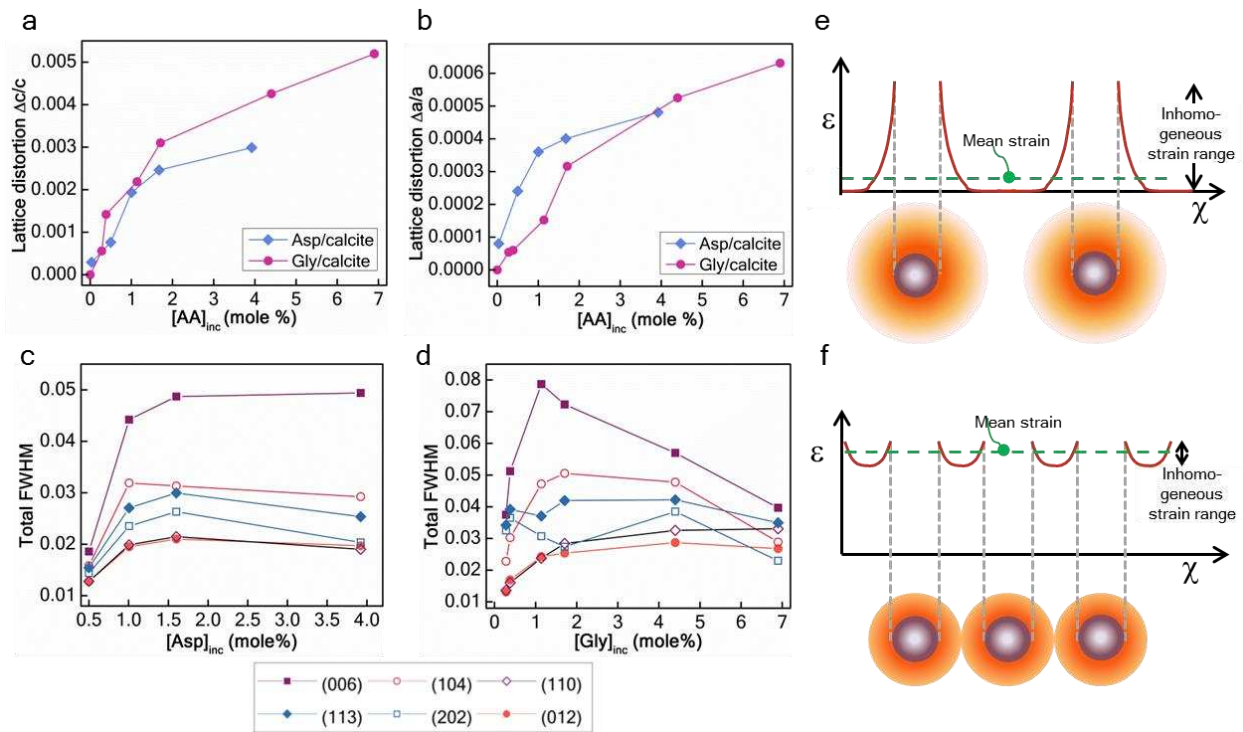 a
Lattice distortion Δc/c
0.005
0.004
0.003
0.002
0.001
0.000
Asp/calcite
Gly/calcite
0 1 2 3 4 5 6 7
[AA]inc (mole %)
b
Lattice distortion Δa/a
0.0006
0.0005
0.0004
0.0003
0.0002
0.0001
0.0000
Asp/calcite
Gly/calcite
0 1 2 3 4 5 6 7
[AA]inc (mole %)
c
Total FWHM
0.05
0.04
0.03
0.02
0.01
0.5 1.0 1.5 2.0 2.5 3.0 3.5 4.0
[Asp]inc (mole%)
d
Total FWHM
0.08
0.07
0.06
0.05
0.04
0.03
0.02
0.01
0 1 2 3 4 5 6 7
[Gly]inc (mole%)
(006) (104) (110)
(113) (202) (012)
e
ε
Mean strain
Inhomo-
geneous
strain range
χ
f
ε
Mean strain
Inhomo-
geneous
strain range
χ